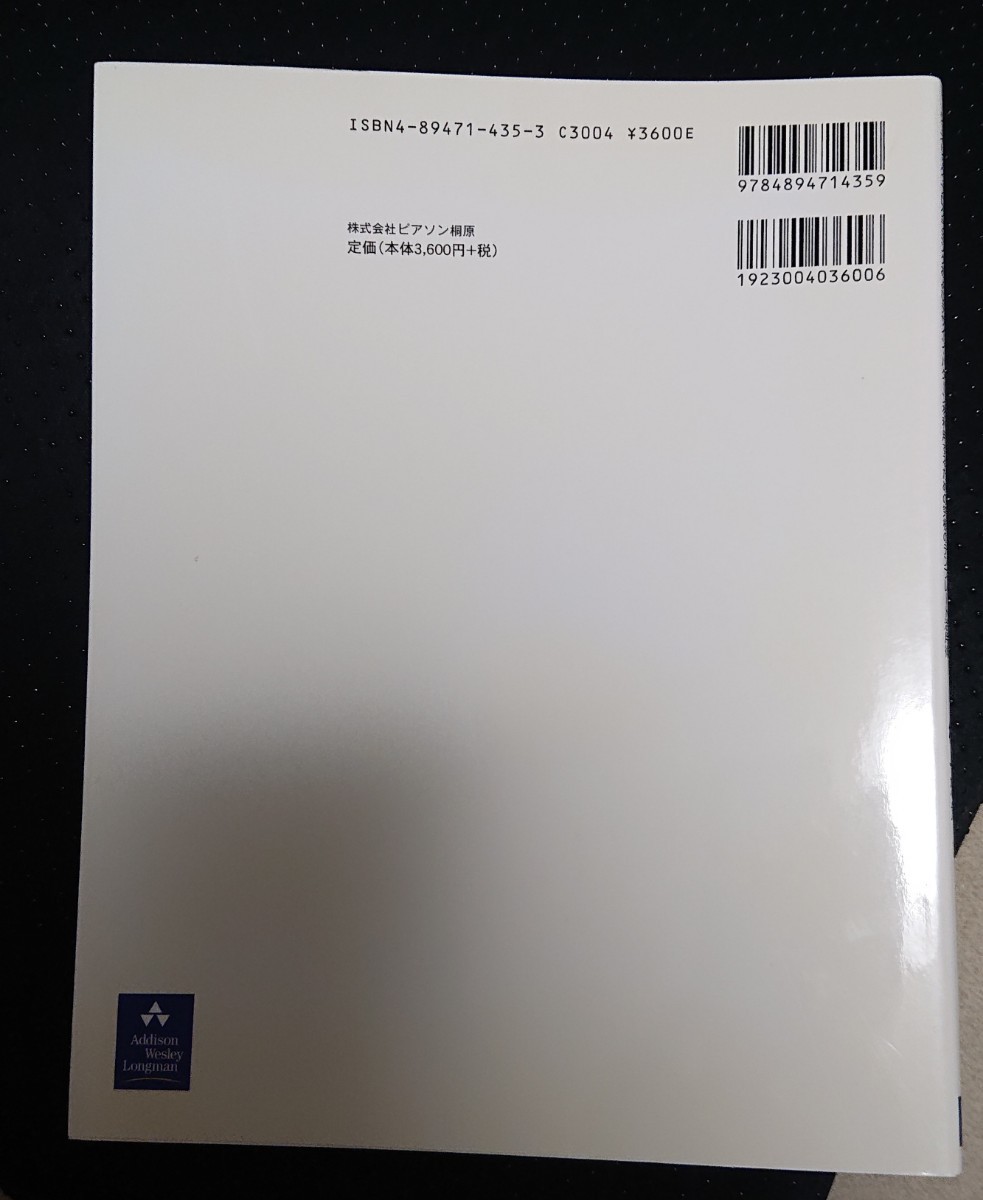 ISBN4-89471-435-3 C3004 ¥3600E
9784894714359
株式会社ピアソン桐原
定価(本体3,600円+税)
1923004036006
Addison
Wesley
Longman